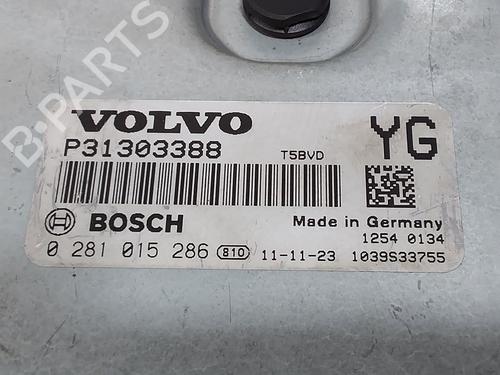 B-PARTS
VOLVO
YG
P31303388 T5BVD
BOSCH
Made in Germany
1254 0134
0 281 015 286 810 11-11-23 1039S33755